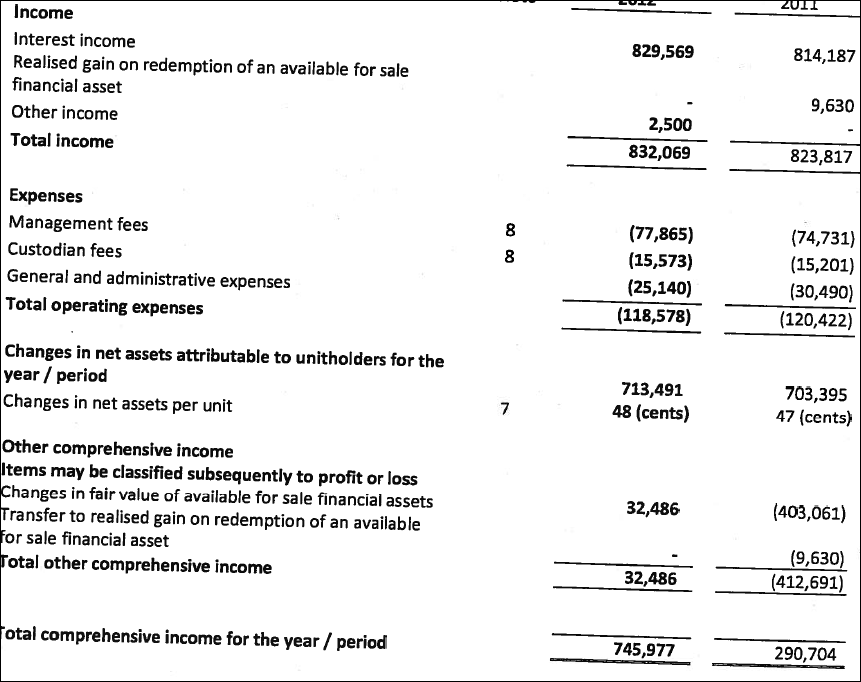 2012 2011
Income
Interest income 829,569 814,187
Realised gain on redemption of an available for sale
financial asset - 9,630
Other income 2,500 -
Total income 832,069 823,817
Expenses
Management fees 8 (77,865) (74,731)
Custodian fees 8 (15,573) (15,201)
General and administrative expenses (25,140) (30,490)
Total operating expenses (118,578) (120,422)
Changes in net assets attributable to unitholders for the
year / period 713,491 703,395
Changes in net assets per unit 7 48 (cents) 47 (cents)
Other comprehensive income
Items may be classified subsequently to profit or loss
Changes in fair value of available for sale financial assets 32,486 (403,061)
Transfer to realised gain on redemption of an available
for sale financial asset - (9,630)
Total other comprehensive income 32,486 (412,691)
Total comprehensive income for the year / period 745,977 290,704